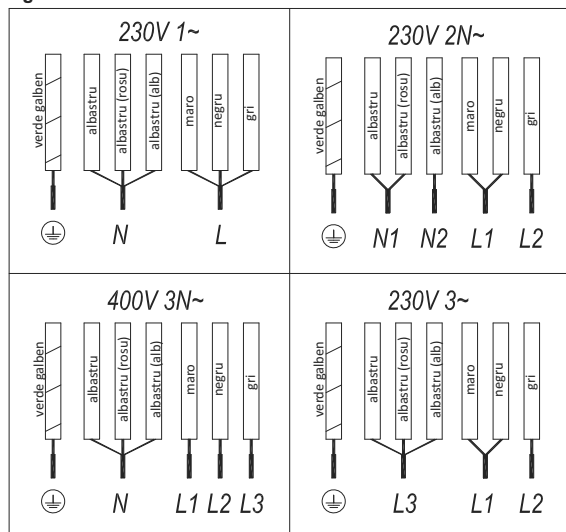 230V 1~
verde galben
albastru
albastru (rosu)
albastru (alb)
maro
negru
gri
N
L
230V 2N~
verde galben
albastru
albastru (rosu)
albastru (alb)
maro
negru
gri
N1 N2 L1 L2
400V 3N~
verde galben
albastru
albastru (rosu)
albastru (alb)
maro
negru
gri
N L1 L2 L3
230V 3~
verde galben
albastru
albastru (rosu)
albastru (alb)
maro
negru
gri
L3 L1 L2